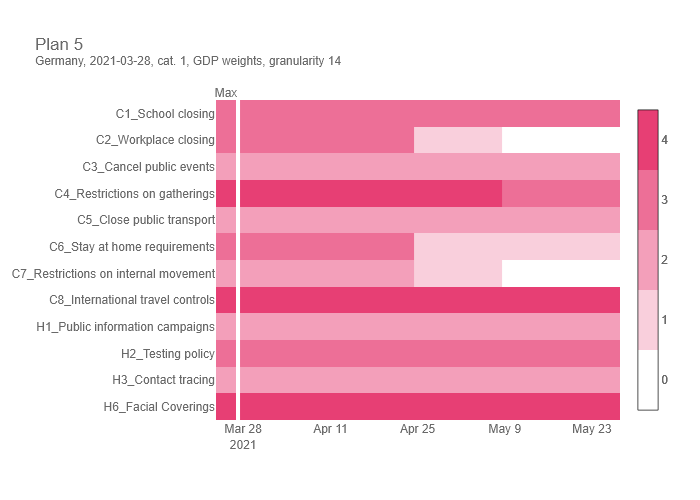 Plan 5
Germany, 2021-03-28, cat. 1, GDP weights, granularity 14
Max
C1_School closing
C2_Workplace closing
C3_Cancel public events
C4_Restrictions on gatherings
C5_Close public transport
C6_Stay at home requirements
C7_Restrictions on internal movement
C8_International travel controls
H1_Public information campaigns
H2_Testing policy
H3_Contact tracing
H6_Facial Coverings
Mar 28 Apr 11 Apr 25 May 9 May 23
2021
4
3
2
1
0